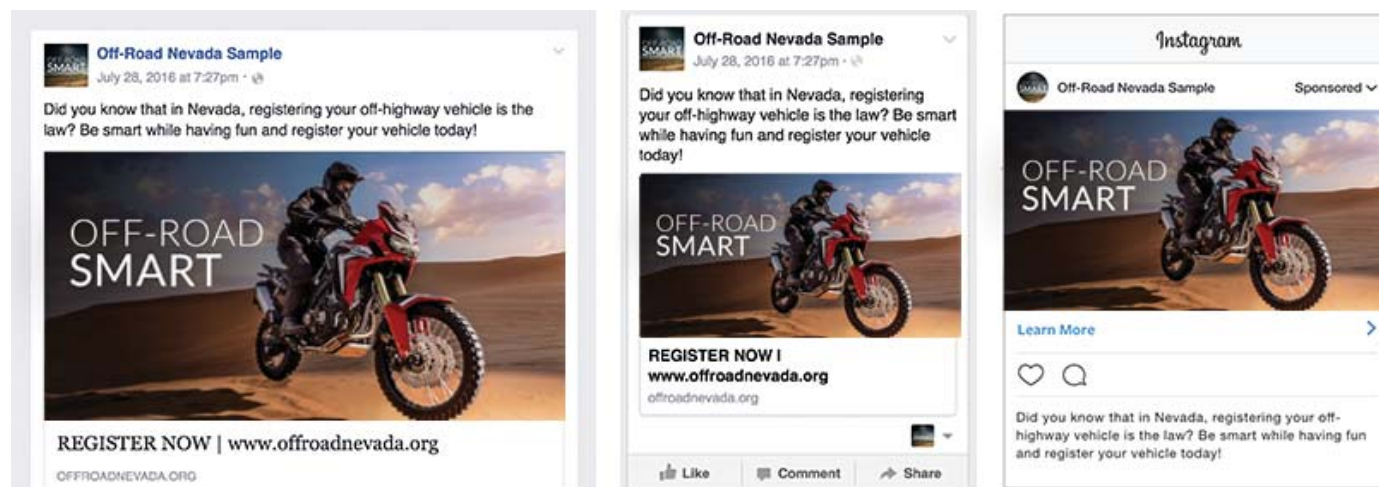 SMART
Off-Road Nevada Sample
July 28, 2016 at 7:27pm ·
Did you know that in Nevada, registering your off-highway vehicle is the
law? Be smart while having fun and register your vehicle today!
OFF-ROAD
SMART
REGISTER NOW | www.offroadnevada.org
OFFROADNEVADA.ORG
SMART
Off-Road Nevada Sample
July 28, 2016 at 7:27pm ·
Did you know that in Nevada, registering
your off-highway vehicle is the law? Be smart
while having fun and register your vehicle
today!
OFF-ROAD
SMART
REGISTER NOW |
www.offroadnevada.org
offroadnevada.org
Like Comment Share
Instagram
SMART
Off-Road Nevada Sample Sponsored
OFF-ROAD
SMART
Learn More
Did you know that in Nevada, registering your off-
highway vehicle is the law? Be smart while having fun
and register your vehicle today!